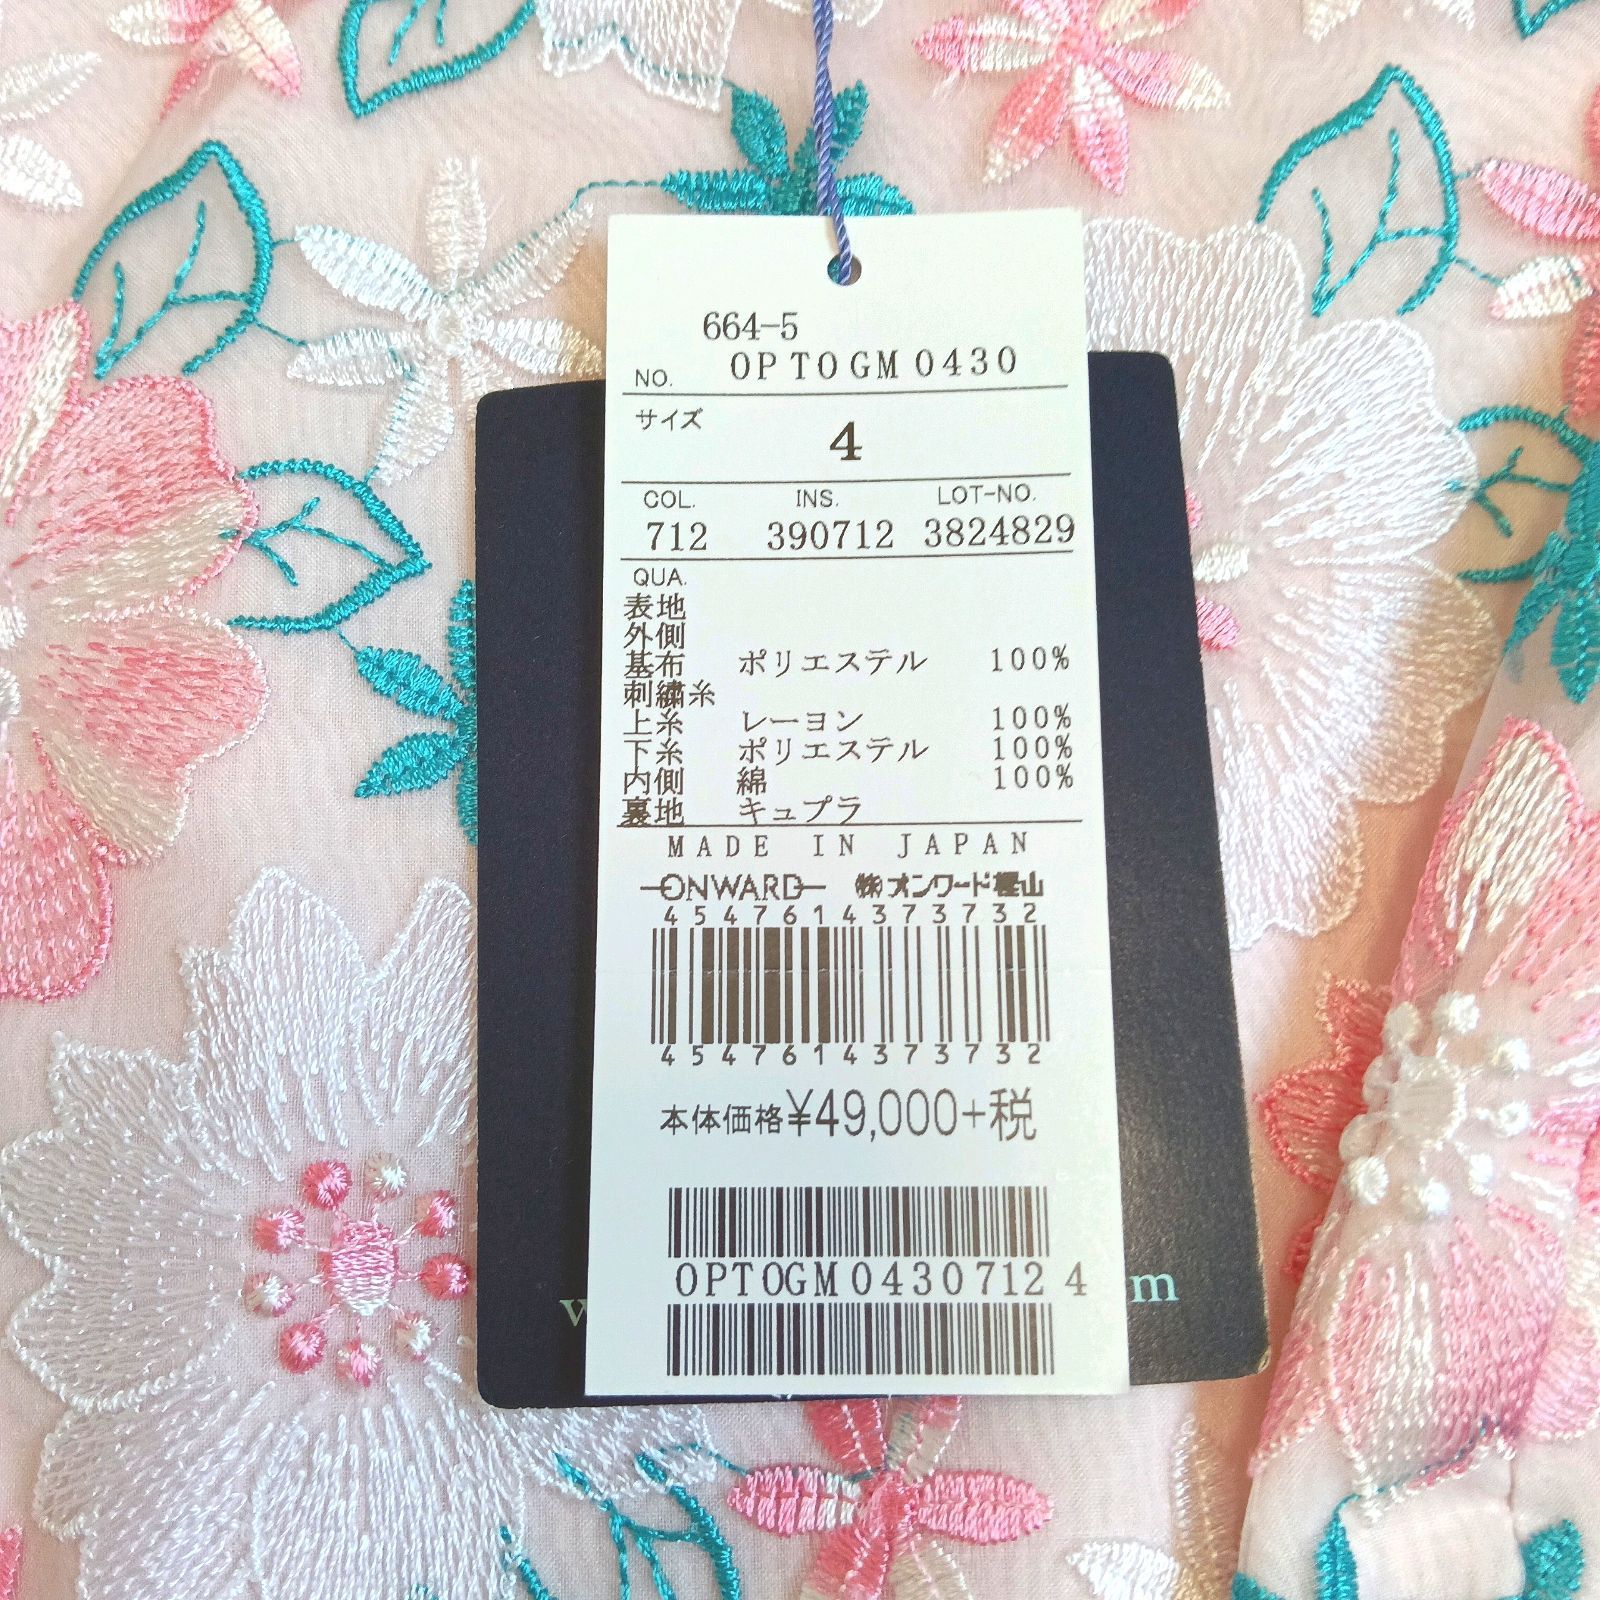 664-5
NO. OPTOGM0430
サイズ
4
COL. INS. LOT-NO.
712 390712 3824829
QUA.
表地
外側
基布 ポリエステル 100%
刺繍糸
上糸 レーヨン 100%
下糸 ポリエステル 100%
内側 綿 100%
裏地 キュプラ
MADE IN JAPAN
ONWARD ㈱オンワード樫山
4547614373732
4547614373732
本体価格¥49,000+税
OPTOGM04307124
w
m